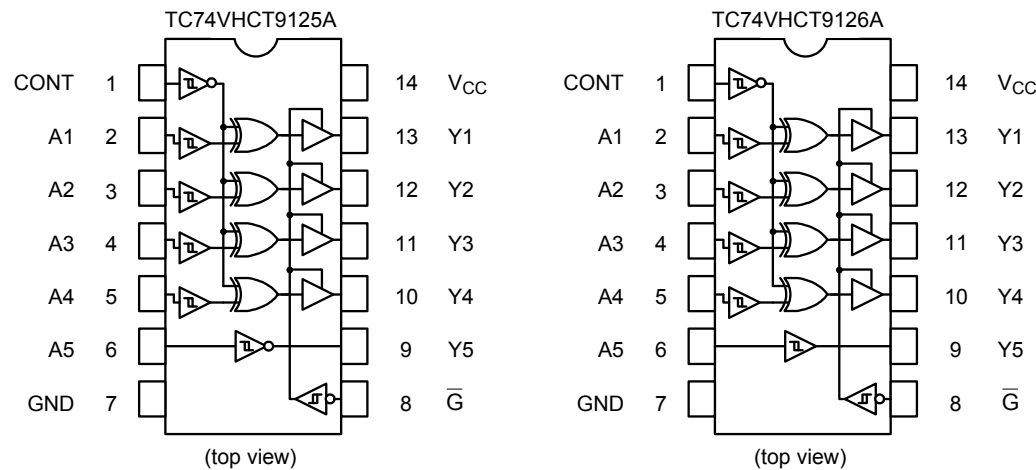 TC74VHCT9125A
CONT 1 14 VCC
A1 2 13 Y1
A2 3 12 Y2
A3 4 11 Y3
A4 5 10 Y4
A5 6 9 Y5
GND 7 8 G̅
(top view)
TC74VHCT9126A
CONT 1 14 VCC
A1 2 13 Y1
A2 3 12 Y2
A3 4 11 Y3
A4 5 10 Y4
A5 6 9 Y5
GND 7 8 G̅
(top view)